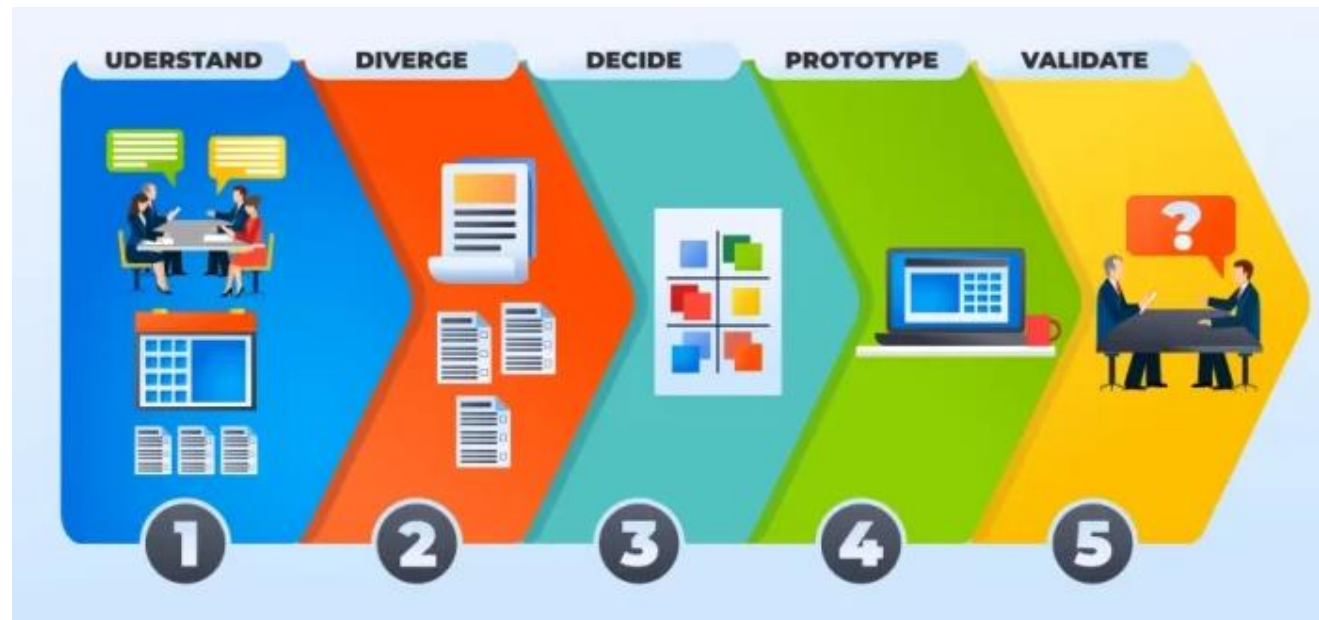 UDERSTAND
DIVERGE
DECIDE
PROTOTYPE
VALIDATE
?
1
2
3
4
5